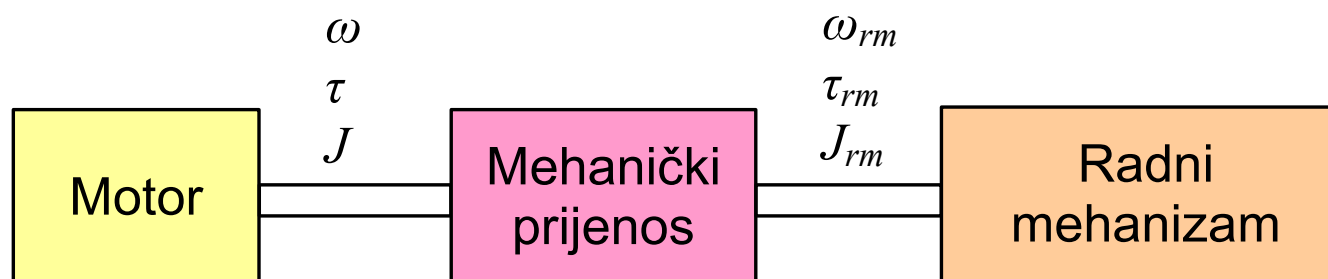 ω
τ
J
ω_rm
τ_rm
J_rm
Motor
Mehanički
prijenos
Radni
mehanizam